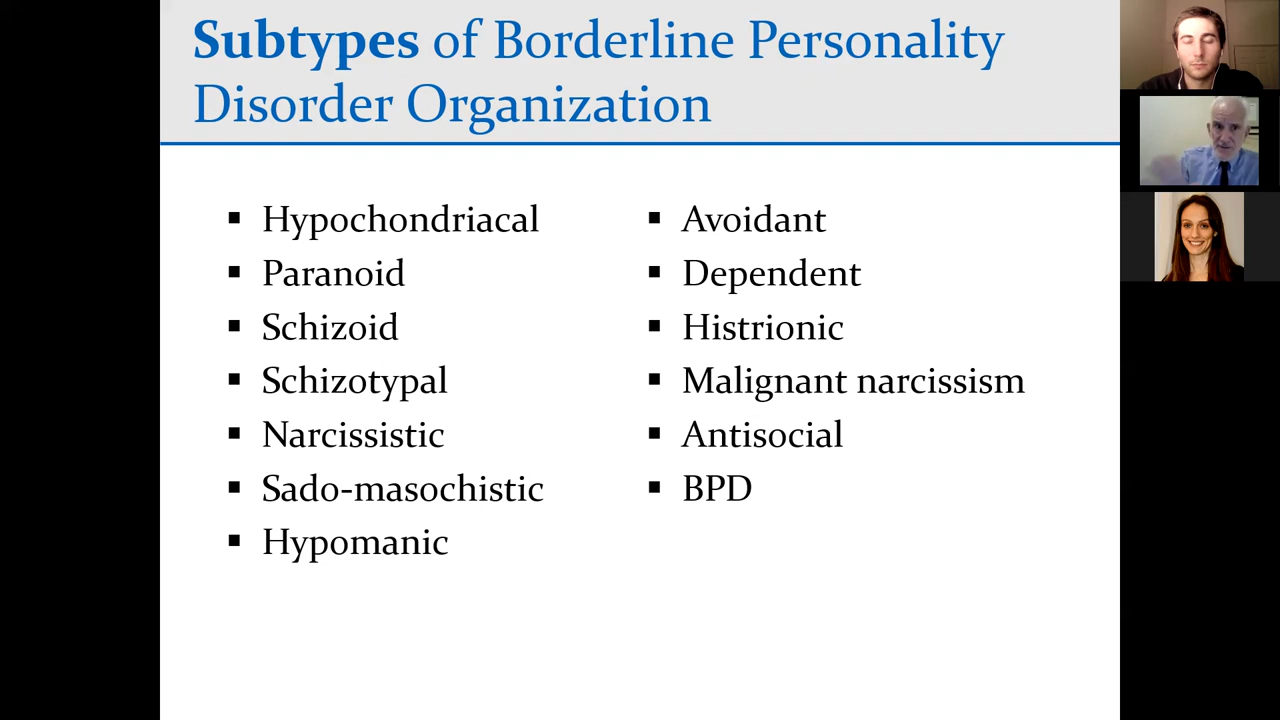 Subtypes of Borderline Personality
Disorder Organization
▪ Hypochondriacal
▪ Paranoid
▪ Schizoid
▪ Schizotypal
▪ Narcissistic
▪ Sado-masochistic
▪ Hypomanic
▪ Avoidant
▪ Dependent
▪ Histrionic
▪ Malignant narcissism
▪ Antisocial
▪ BPD